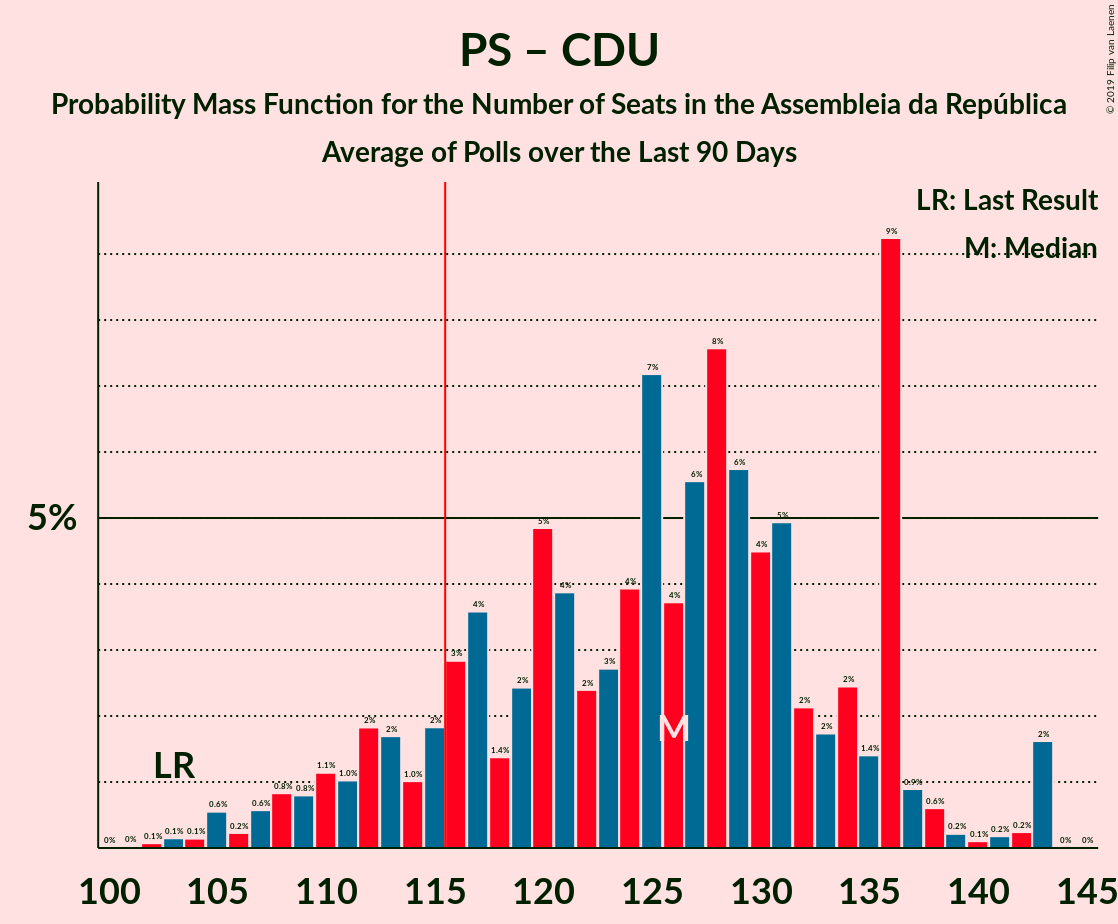 PS – CDU
Probability Mass Function for the Number of Seats in the Assembleia da República
Average of Polls over the Last 90 Days
© 2019 Filip van Laenen
LR: Last Result
M: Median
5%
LR
M
0% 0% 0.1% 0.1% 0.1% 0.6% 0.2% 0.6% 0.8% 0.8% 1.1% 1.0% 2% 2% 1.0% 2% 3% 4% 1.4% 2% 5% 4% 2% 3% 4% 7% 4% 6% 8% 6% 4% 5% 2% 2% 2% 1.4% 9% 0.9% 0.6% 0.2% 0.1% 0.2% 0.2% 2% 0% 0%
100 105 110 115 120 125 130 135 140 145